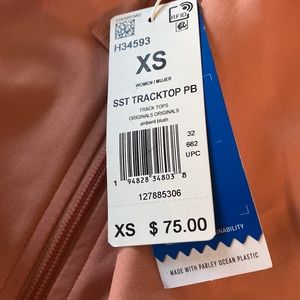 H34593
RFID
XS
WOMEN / MUJER
SST TRACKTOP PB
TRACK TOPS
ORIGINALS ORIGINALS
ambient blush
32
662
UPC
1 94828 34803 8
127885306
XS $ 75.00
MADE WITH PARLEY OCEAN PLASTIC